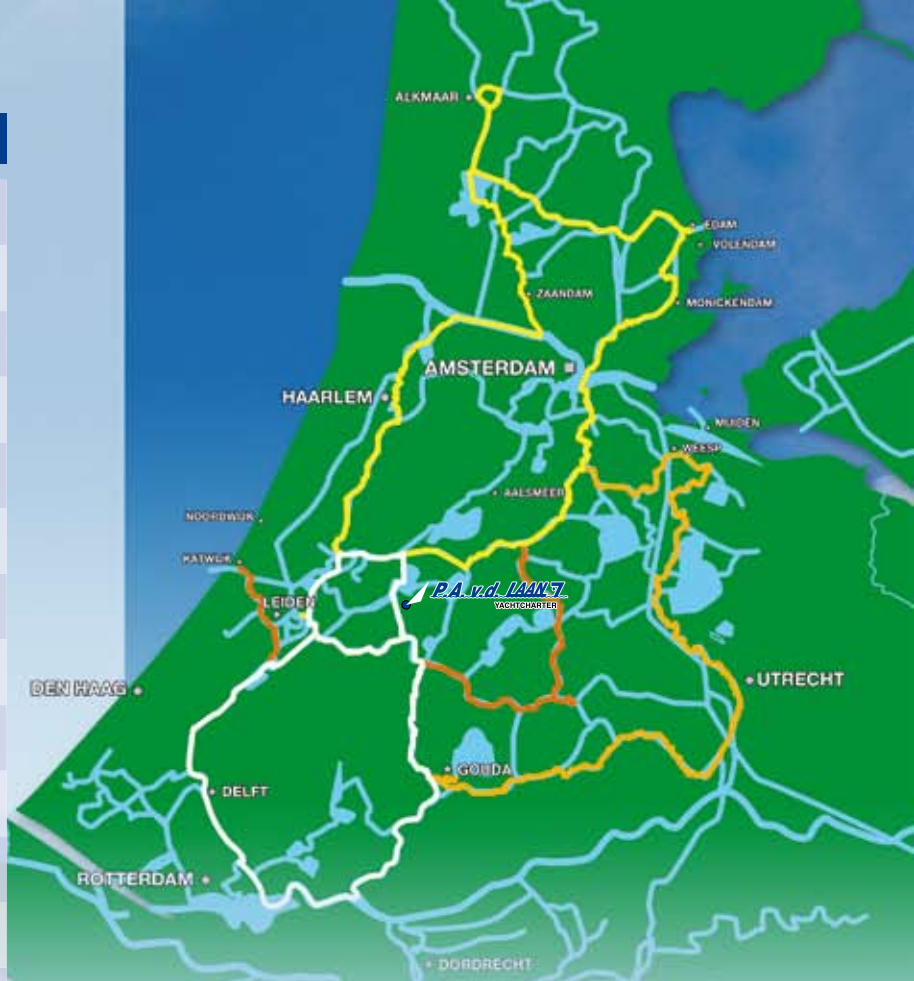 ALKMAAR
EDAM
VOLENDAM
ZAANDAM
MONICKENDAM
AMSTERDAM
HAARLEM
MUIDEN
WEESP
AALSMEER
NOORDWIJK
KATWIJK
P.A. v.d. LAAN
YACHTCHARTER
LEIDEN
UTRECHT
DEN HAAG
GOUDA
DELFT
ROTTERDAM
DORDRECHT